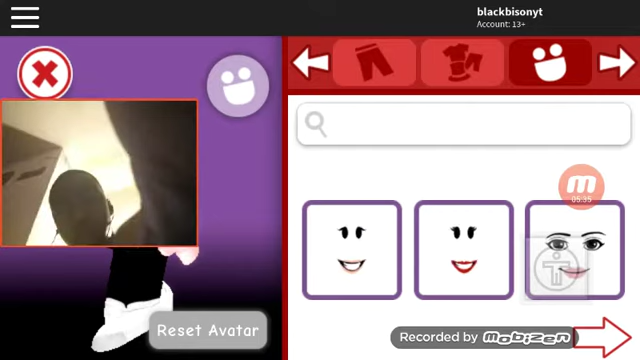 blackbisonyt
Account: 13+
05:35
Reset Avatar
Recorded by MOBIZEN